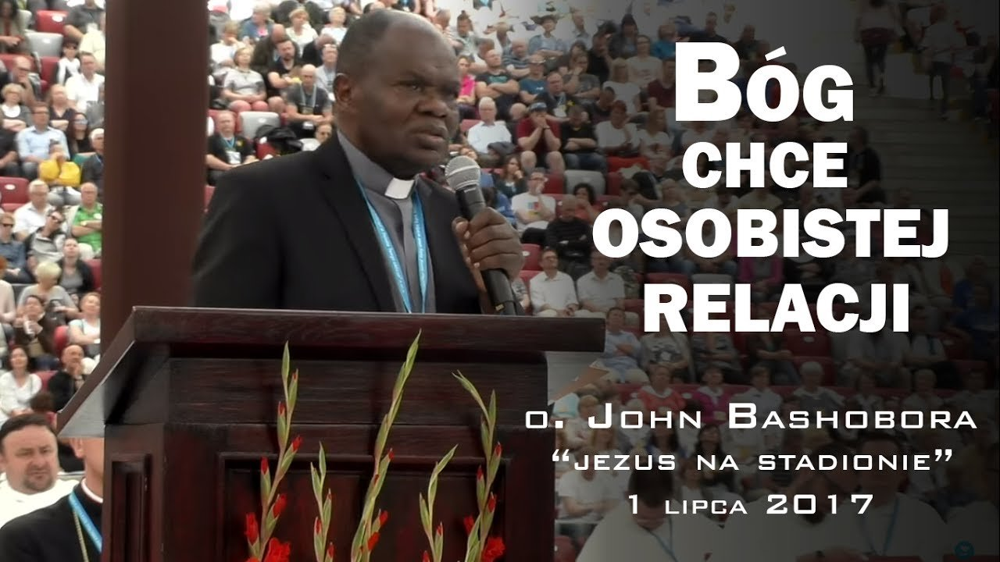 BÓG
CHCE
OSOBISTEJ
RELACJI
O. JOHN BASHOBORA
“JEZUS NA STADIONIE”
1 LIPCA 2017